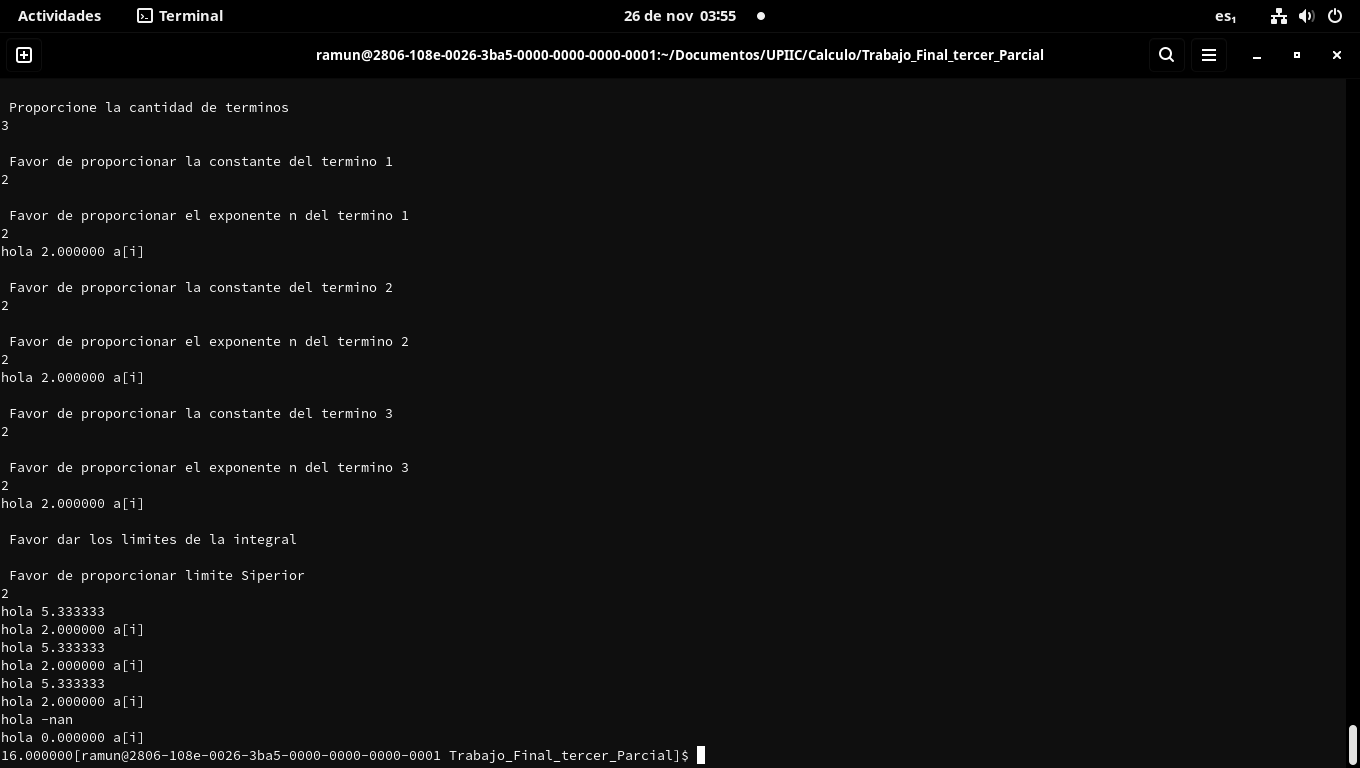 Actividades Terminal 26 de nov 03:55 es₁
ramun@2806-108e-0026-3ba5-0000-0000-0000-0001:~/Documentos/UPIIC/Calculo/Trabajo_Final_tercer_Parcial
Proporcione la cantidad de terminos
3
Favor de proporcionar la constante del termino 1
2
Favor de proporcionar el exponente n del termino 1
2
hola 2.000000 a[i]
Favor de proporcionar la constante del termino 2
2
Favor de proporcionar el exponente n del termino 2
2
hola 2.000000 a[i]
Favor de proporcionar la constante del termino 3
2
Favor de proporcionar el exponente n del termino 3
2
hola 2.000000 a[i]
Favor dar los limites de la integral
Favor de proporcionar limite Siperior
2
hola 5.333333
hola 2.000000 a[i]
hola 5.333333
hola 2.000000 a[i]
hola 5.333333
hola 2.000000 a[i]
hola -nan
hola 0.000000 a[i]
16.000000[ramun@2806-108e-0026-3ba5-0000-0000-0000-0001 Trabajo_Final_tercer_Parcial]$